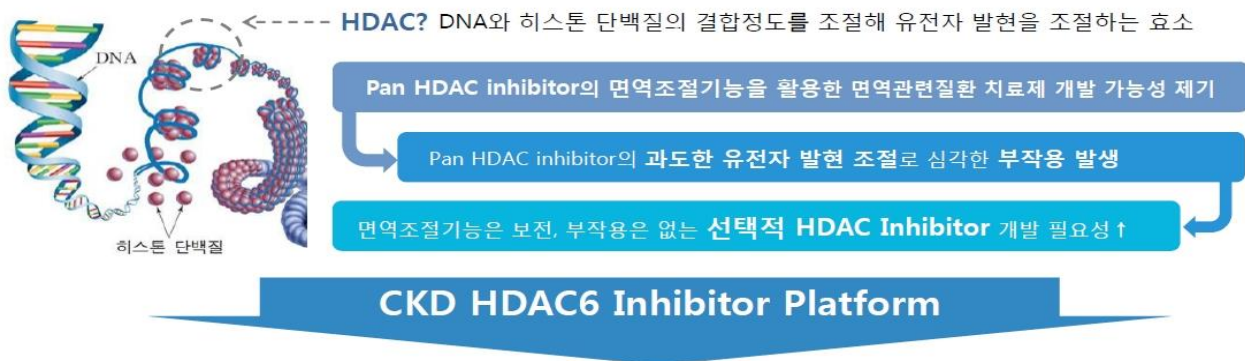 HDAC? DNA와 히스톤 단백질의 결합정도를 조절해 유전자 발현을 조절하는 효소
DNA
Pan HDAC inhibitor의 면역조절기능을 활용한 면역관련질환 치료제 개발 가능성 제기
Pan HDAC inhibitor의 과도한 유전자 발현 조절로 심각한 부작용 발생
면역조절기능은 보전, 부작용은 없는 선택적 HDAC Inhibitor 개발 필요성↑
히스톤 단백질
CKD HDAC6 Inhibitor Platform